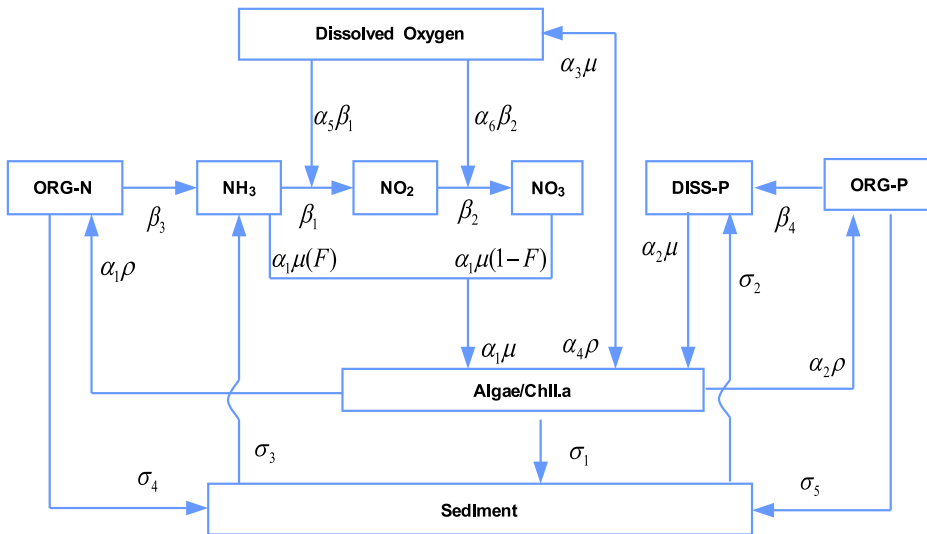 Dissolved Oxygen
α₃μ
α₅β₁
α₆β₂
ORG-N
NH₃
NO₂
NO₃
DISS-P
ORG-P
β₃
β₁
β₂
β₄
α₁ρ
α₁μ(F)
α₁μ(1−F)
α₂μ
σ₂
α₁μ
α₄ρ
α₂ρ
Algae/Chll.a
σ₃
σ₁
σ₄
σ₅
SedIment